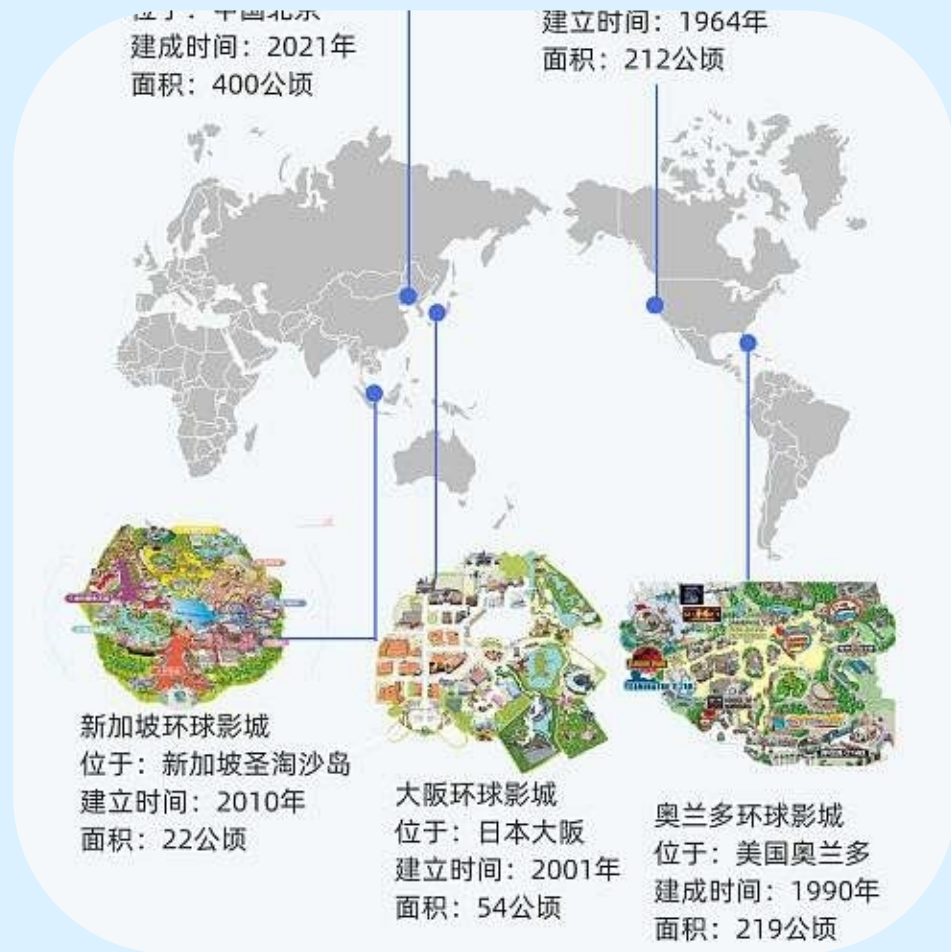 位于：中国北京
建成时间：2021年
面积：400公顷
建立时间：1964年
面积：212公顷
新加坡环球影城
位于：新加坡圣淘沙岛
建立时间：2010年
面积：22公顷
大阪环球影城
位于：日本大阪
建立时间：2001年
面积：54公顷
奥兰多环球影城
位于：美国奥兰多
建成时间：1990年
面积：219公顷